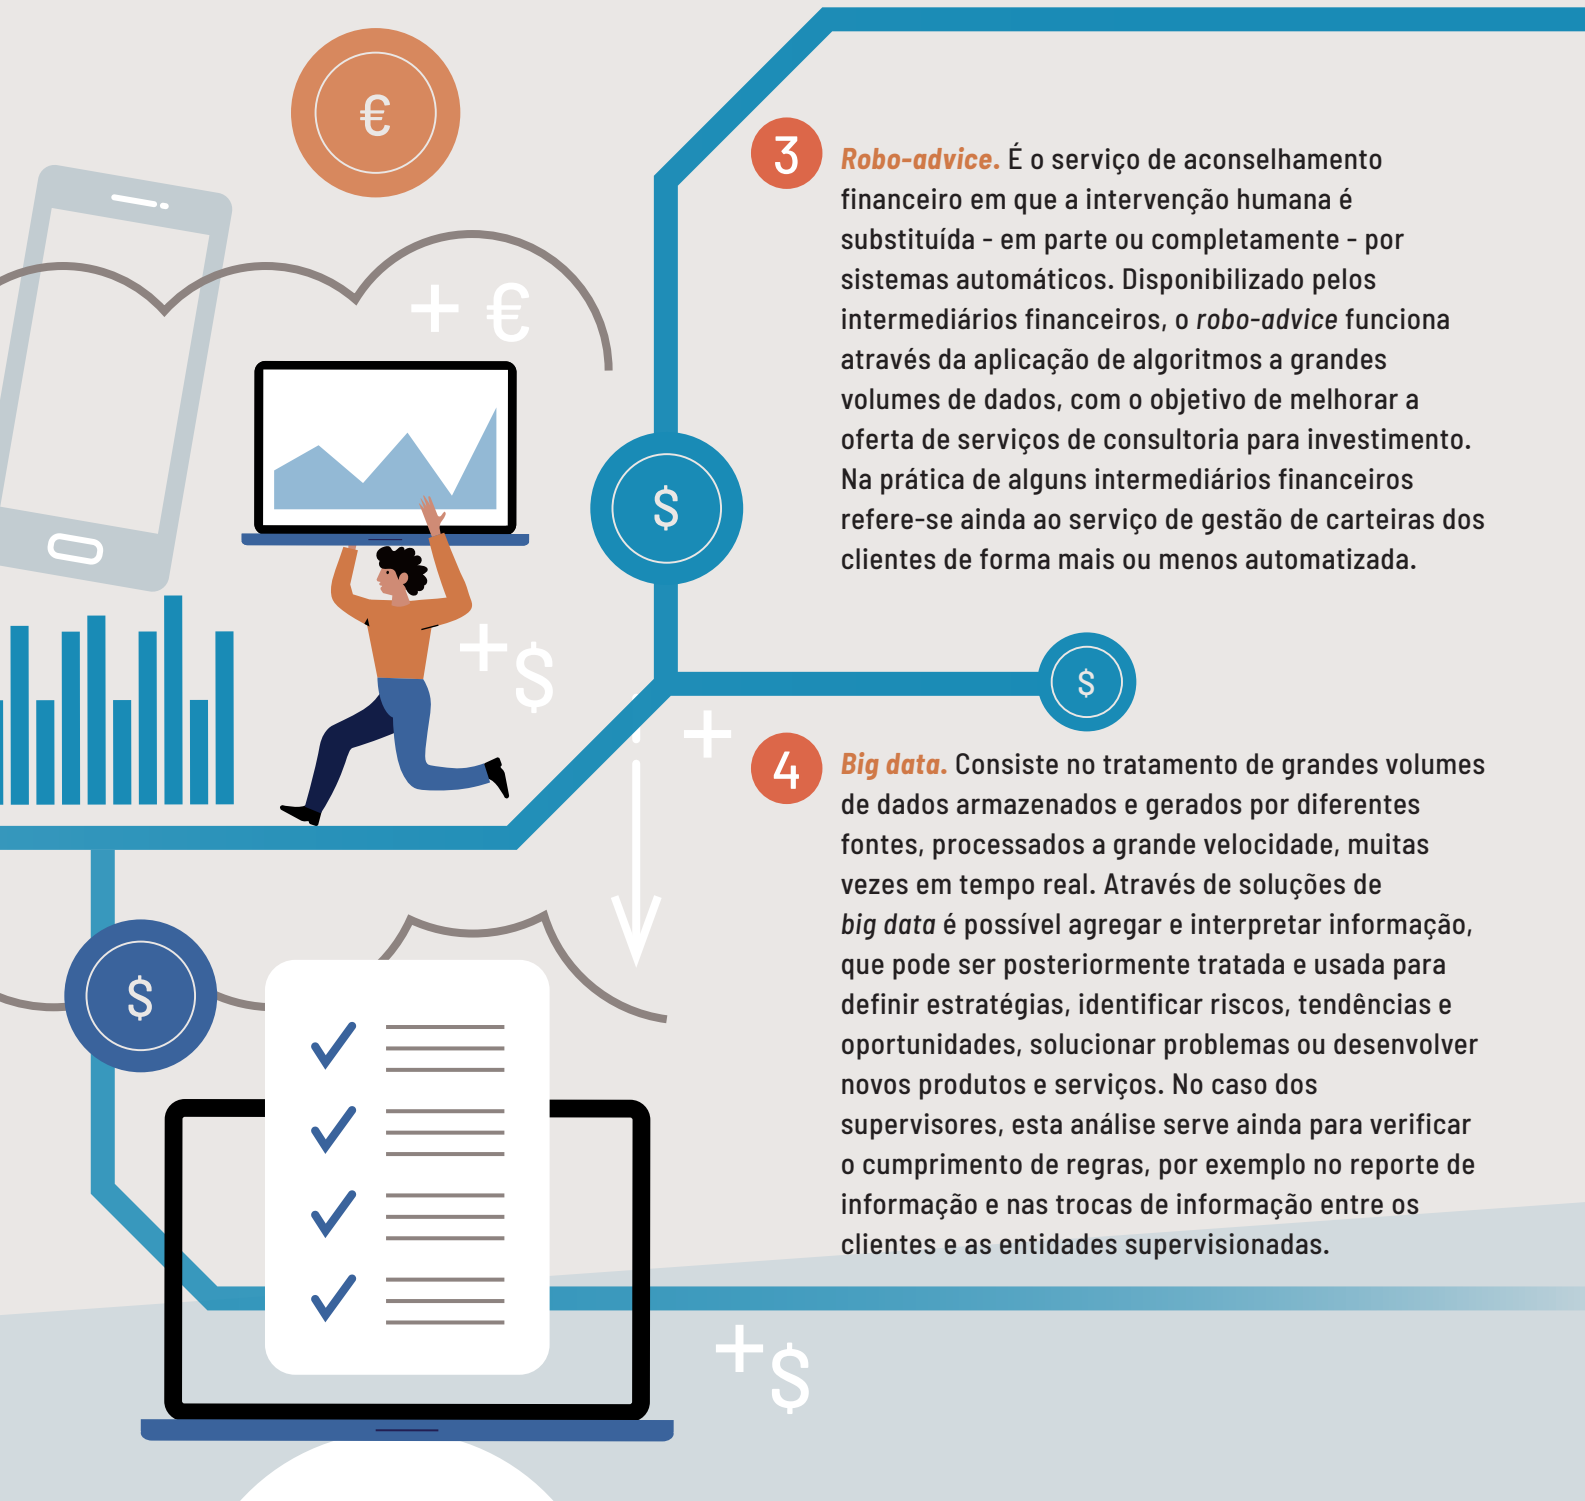 €
+ €
$
+$
$
+
$
+$
3
Robo-advice. É o serviço de aconselhamento
financeiro em que a intervenção humana é
substituída - em parte ou completamente - por
sistemas automáticos. Disponibilizado pelos
intermediários financeiros, o robo-advice funciona
através da aplicação de algoritmos a grandes
volumes de dados, com o objetivo de melhorar a
oferta de serviços de consultoria para investimento.
Na prática de alguns intermediários financeiros
refere-se ainda ao serviço de gestão de carteiras dos
clientes de forma mais ou menos automatizada.
4
Big data. Consiste no tratamento de grandes volumes
de dados armazenados e gerados por diferentes
fontes, processados a grande velocidade, muitas
vezes em tempo real. Através de soluções de
big data é possível agregar e interpretar informação,
que pode ser posteriormente tratada e usada para
definir estratégias, identificar riscos, tendências e
oportunidades, solucionar problemas ou desenvolver
novos produtos e serviços. No caso dos
supervisores, esta análise serve ainda para verificar
o cumprimento de regras, por exemplo no reporte de
informação e nas trocas de informação entre os
clientes e as entidades supervisionadas.